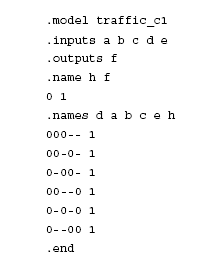 .model traffic_c1
.inputs a b c d e
.outputs f
.name h f
0 1
.names d a b c e h
000-- 1
00-0- 1
0-00- 1
00--0 1
0-0-0 1
0--00 1
.end